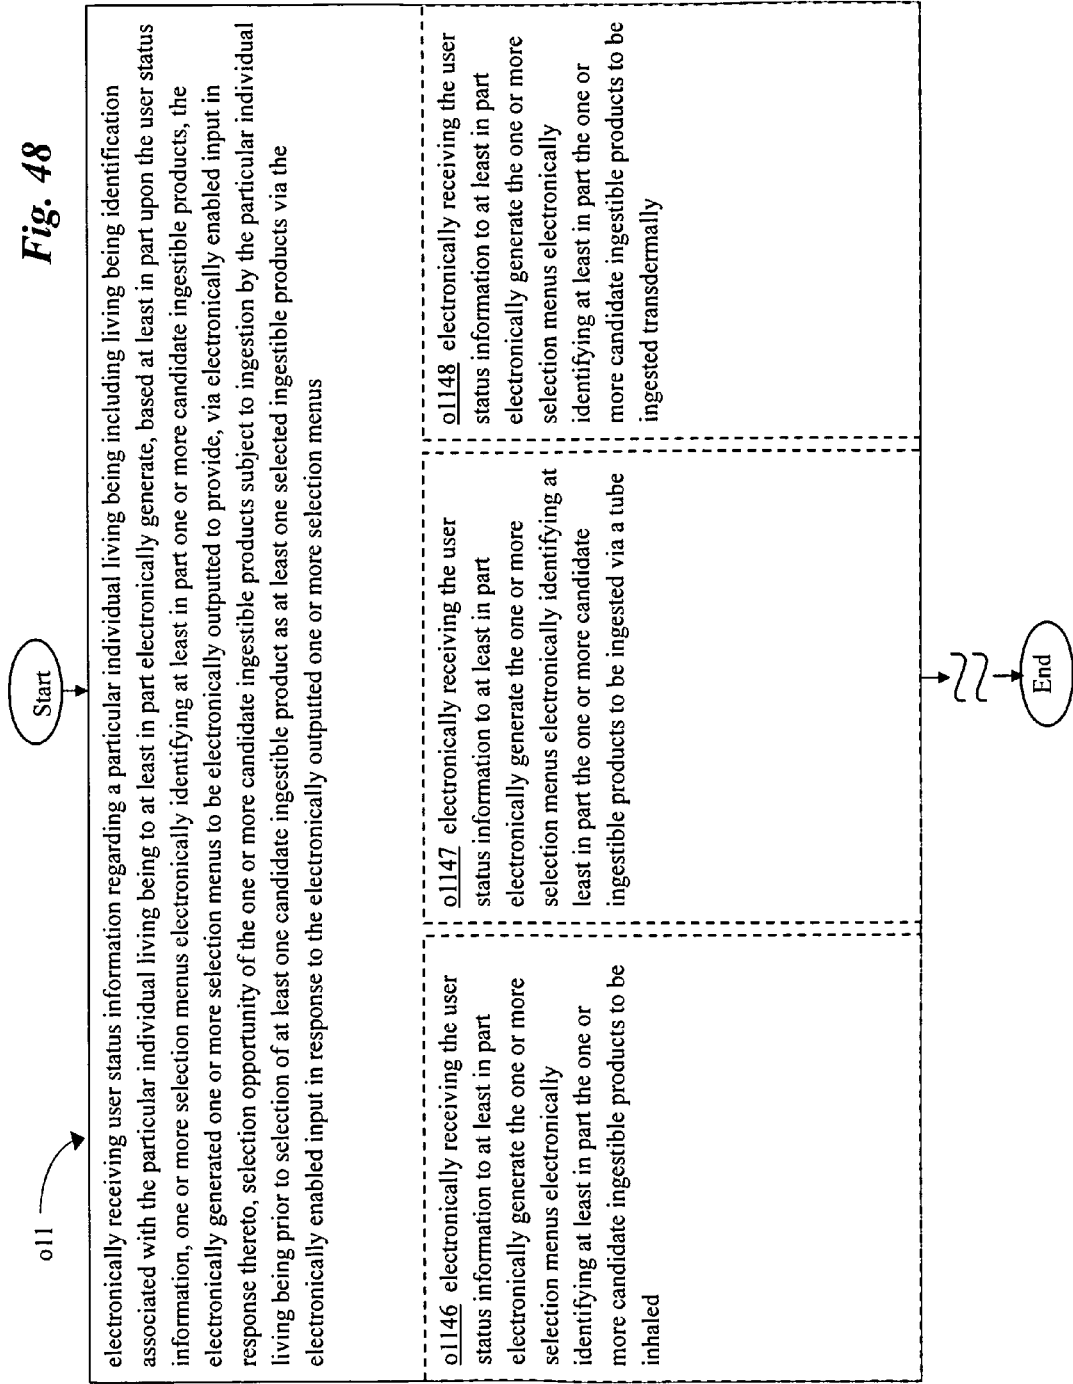 Fig. 48
Start
o11
electronically receiving user status information regarding a particular individual living being including living being identification
associated with the particular individual living being to at least in part electronically generate, based at least in part upon the user status
information, one or more selection menus electronically identifying at least in part one or more candidate ingestible products, the
electronically generated one or more selection menus to be electronically outputted to provide, via electronically enabled input in
response thereto, selection opportunity of the one or more candidate ingestible products subject to ingestion by the particular individual
living being prior to selection of at least one candidate ingestible product as at least one selected ingestible products via the
electronically enabled input in response to the electronically outputted one or more selection menus
o1146 electronically receiving the user
status information to at least in part
electronically generate the one or more
selection menus electronically
identifying at least in part the one or
more candidate ingestible products to be
inhaled
o1147 electronically receiving the user
status information to at least in part
electronically generate the one or more
selection menus electronically identifying at
least in part the one or more candidate
ingestible products to be ingested via a tube
o1148 electronically receiving the user
status information to at least in part
electronically generate the one or more
selection menus electronically
identifying at least in part the one or
more candidate ingestible products to be
ingested transdermally
End